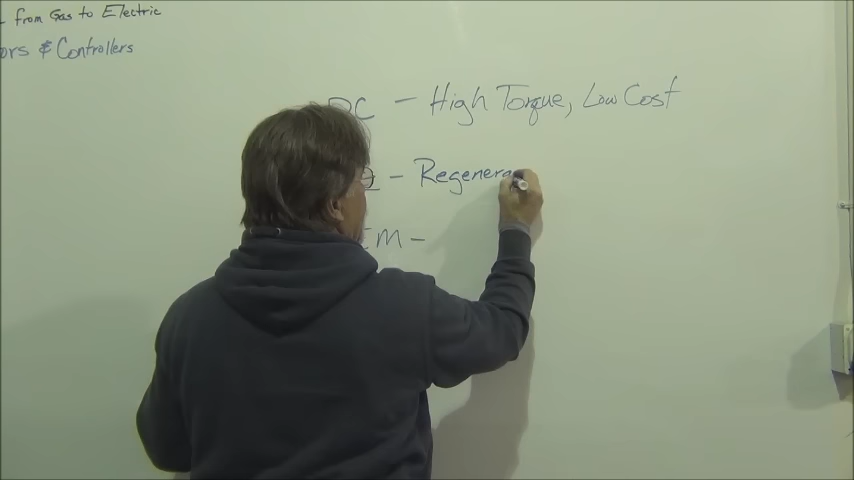 - from Gas to Electric
ors & Controllers
DC - High Torque, Low Cost
- Regenera
M -